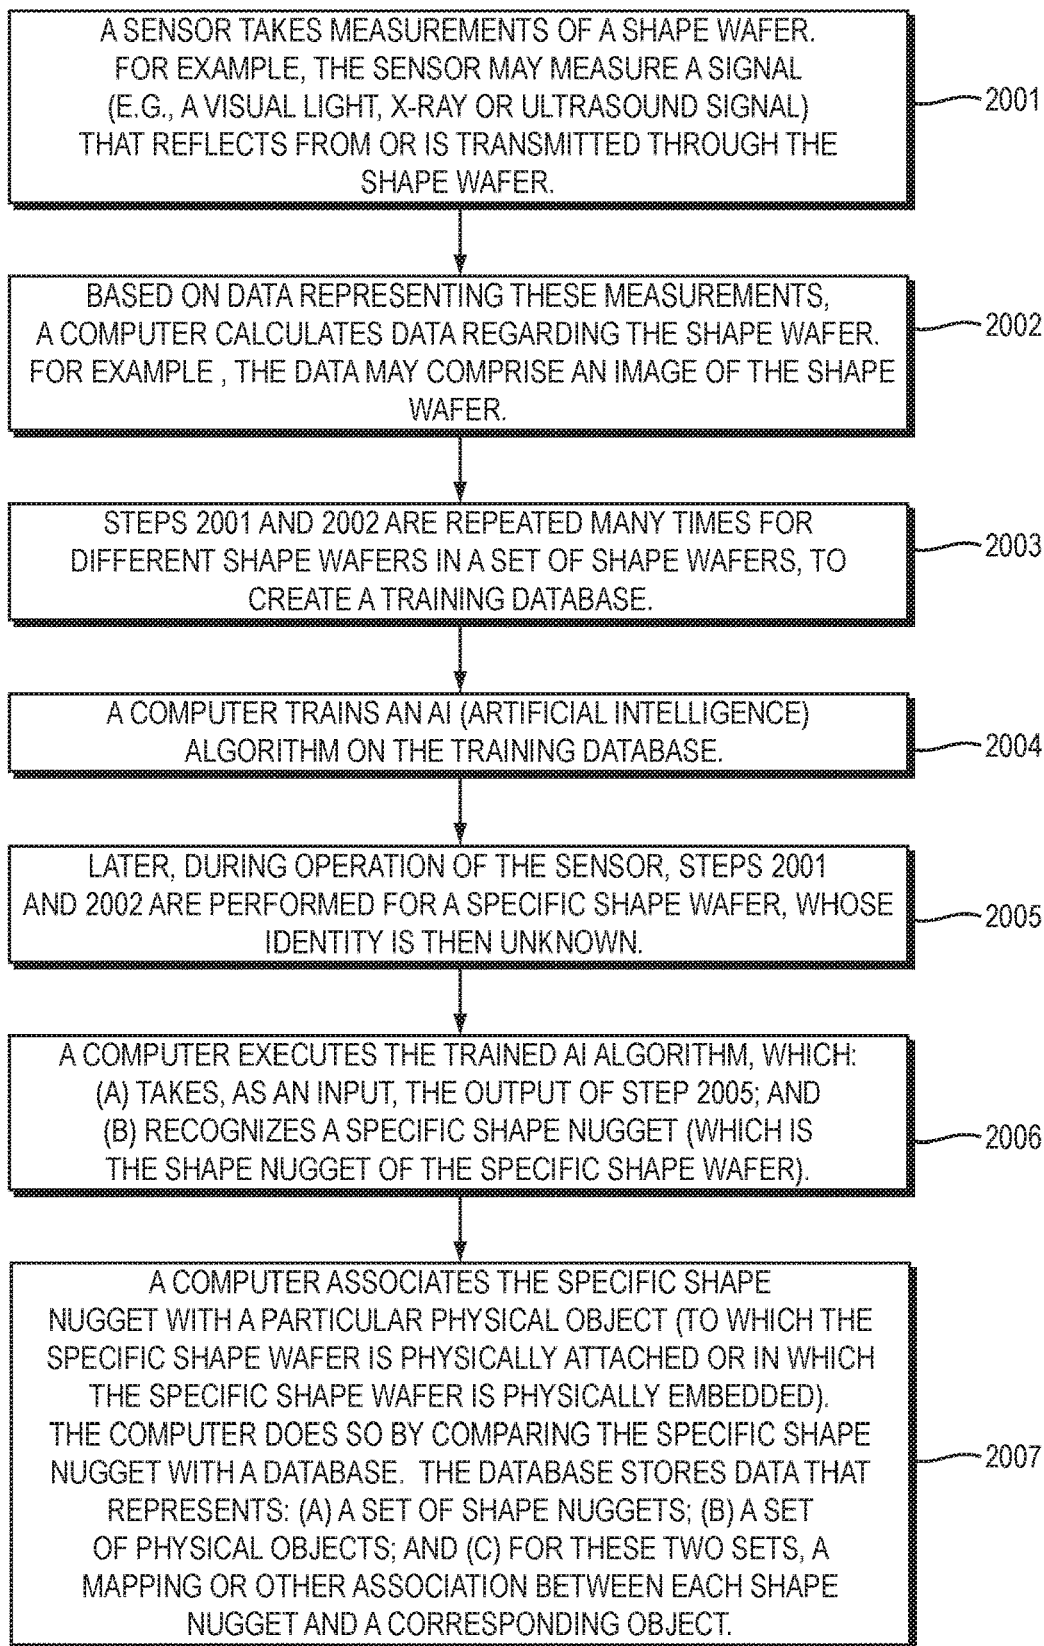 A SENSOR TAKES MEASUREMENTS OF A SHAPE WAFER.
FOR EXAMPLE, THE SENSOR MAY MEASURE A SIGNAL
(E.G., A VISUAL LIGHT, X-RAY OR ULTRASOUND SIGNAL)
THAT REFLECTS FROM OR IS TRANSMITTED THROUGH THE
SHAPE WAFER.
2001
BASED ON DATA REPRESENTING THESE MEASUREMENTS,
A COMPUTER CALCULATES DATA REGARDING THE SHAPE WAFER.
FOR EXAMPLE , THE DATA MAY COMPRISE AN IMAGE OF THE SHAPE
WAFER.
2002
STEPS 2001 AND 2002 ARE REPEATED MANY TIMES FOR
DIFFERENT SHAPE WAFERS IN A SET OF SHAPE WAFERS, TO
CREATE A TRAINING DATABASE.
2003
A COMPUTER TRAINS AN AI (ARTIFICIAL INTELLIGENCE)
ALGORITHM ON THE TRAINING DATABASE.
2004
LATER, DURING OPERATION OF THE SENSOR, STEPS 2001
AND 2002 ARE PERFORMED FOR A SPECIFIC SHAPE WAFER, WHOSE
IDENTITY IS THEN UNKNOWN.
2005
A COMPUTER EXECUTES THE TRAINED AI ALGORITHM, WHICH:
(A) TAKES, AS AN INPUT, THE OUTPUT OF STEP 2005; AND
(B) RECOGNIZES A SPECIFIC SHAPE NUGGET (WHICH IS
THE SHAPE NUGGET OF THE SPECIFIC SHAPE WAFER).
2006
A COMPUTER ASSOCIATES THE SPECIFIC SHAPE
NUGGET WITH A PARTICULAR PHYSICAL OBJECT (TO WHICH THE
SPECIFIC SHAPE WAFER IS PHYSICALLY ATTACHED OR IN WHICH
THE SPECIFIC SHAPE WAFER IS PHYSICALLY EMBEDDED).
THE COMPUTER DOES SO BY COMPARING THE SPECIFIC SHAPE
NUGGET WITH A DATABASE. THE DATABASE STORES DATA THAT
REPRESENTS: (A) A SET OF SHAPE NUGGETS; (B) A SET
OF PHYSICAL OBJECTS; AND (C) FOR THESE TWO SETS, A
MAPPING OR OTHER ASSOCIATION BETWEEN EACH SHAPE
NUGGET AND A CORRESPONDING OBJECT.
2007